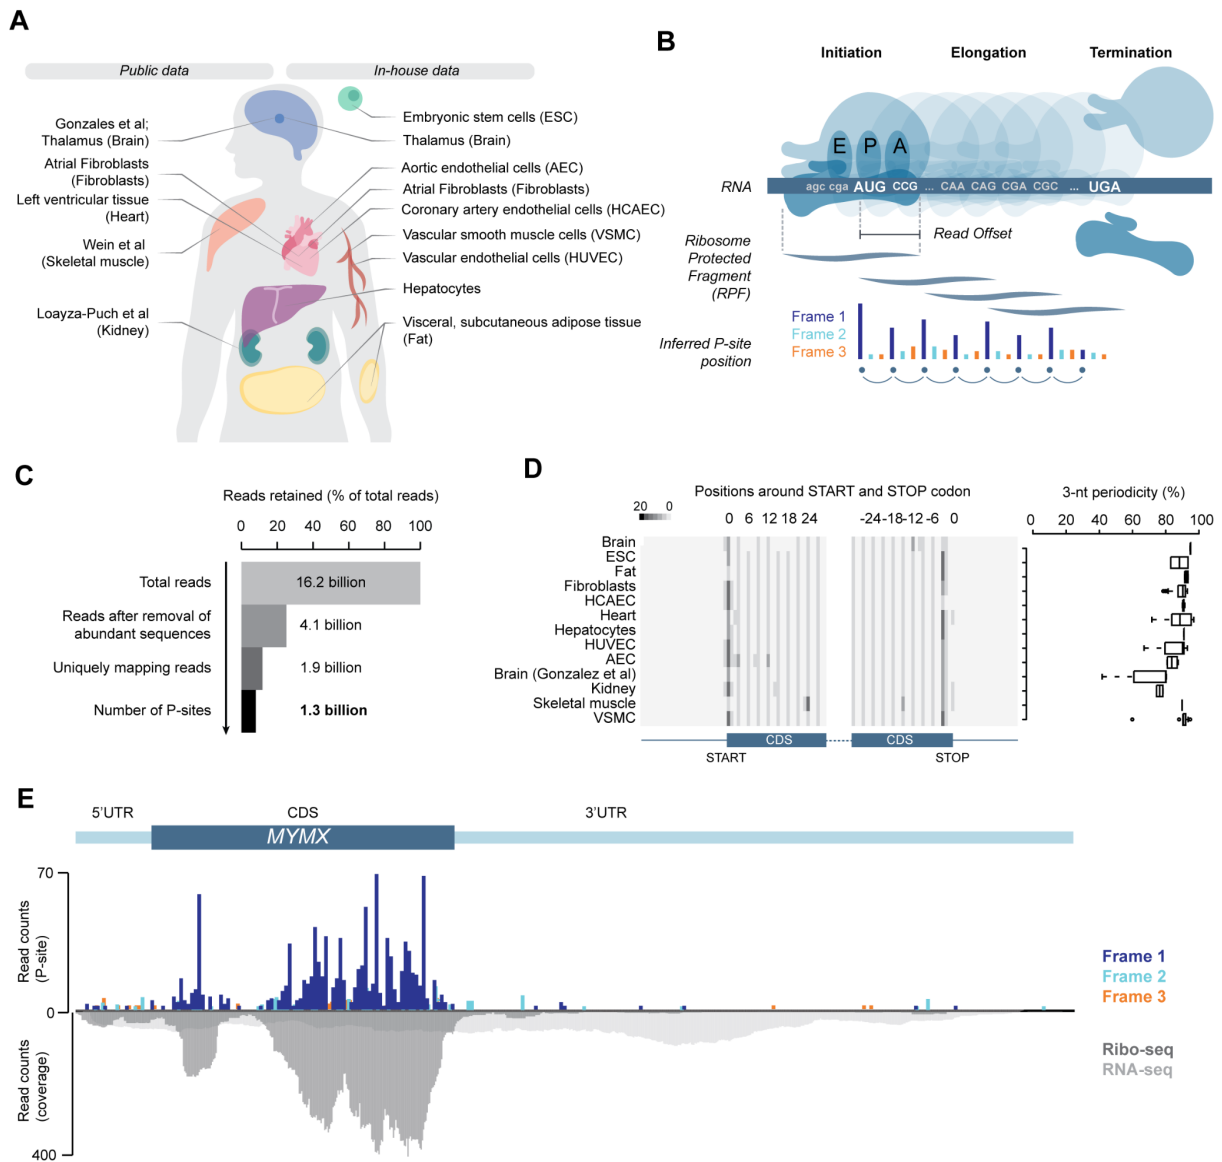 A
Public data
In-house data
Gonzales et al;
Thalamus (Brain)
Atrial Fibroblasts
(Fibroblasts)
Left ventricular tissue
(Heart)
Wein et al
(Skeletal muscle)
Loayza-Puch et al
(Kidney)
Embryonic stem cells (ESC)
Thalamus (Brain)
Aortic endothelial cells (AEC)
Atrial Fibroblasts (Fibroblasts)
Coronary artery endothelial cells (HCAEC)
Vascular smooth muscle cells (VSMC)
Vascular endothelial cells (HUVEC)
Hepatocytes
Visceral, subcutaneous adipose tissue
(Fat)
B
Initiation
Elongation
Termination
E P A
RNA
agc cga AUG CCG ... CAA CAG CGA CGC ... UGA
Read Offset
Ribosome
Protected
Fragment
(RPF)
Frame 1
Frame 2
Frame 3
Inferred P-site
position
C
Reads retained (% of total reads)
0 20 40 60 80 100
Total reads
16.2 billion
Reads after removal of
abundant sequences
4.1 billion
Uniquely mapping reads
1.9 billion
Number of P-sites
1.3 billion
D
Positions around START and STOP codon
20 0
0 6 12 18 24
-24 -18 -12 -6 0
3-nt periodicity (%)
0 20 40 60 80 100
Brain
ESC
Fat
Fibroblasts
HCAEC
Heart
Hepatocytes
HUVEC
AEC
Brain (Gonzalez et al)
Kidney
Skeletal muscle
VSMC
CDS
CDS
START
STOP
E
5'UTR
CDS
3'UTR
MYMX
70
Read counts
(P-site)
0
Read counts
(coverage)
400
Frame 1
Frame 2
Frame 3
Ribo-seq
RNA-seq